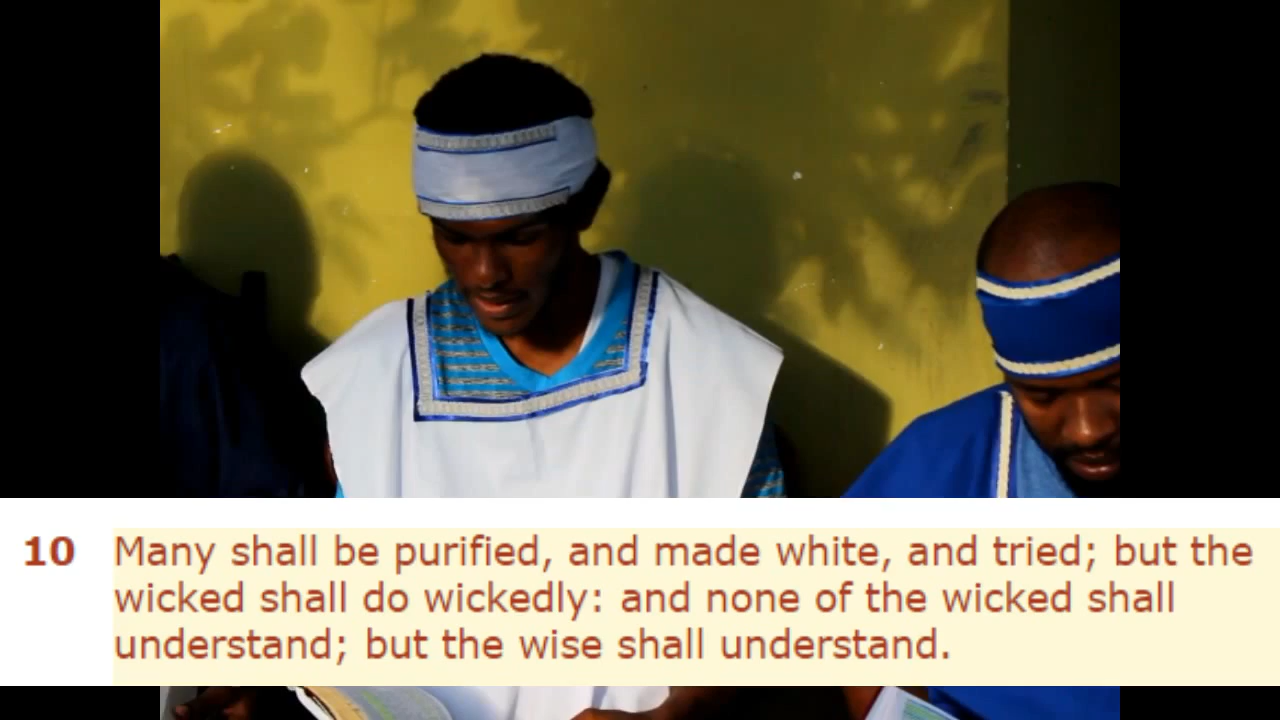 10 Many shall be purified, and made white, and tried; but the
wicked shall do wickedly: and none of the wicked shall
understand; but the wise shall understand.